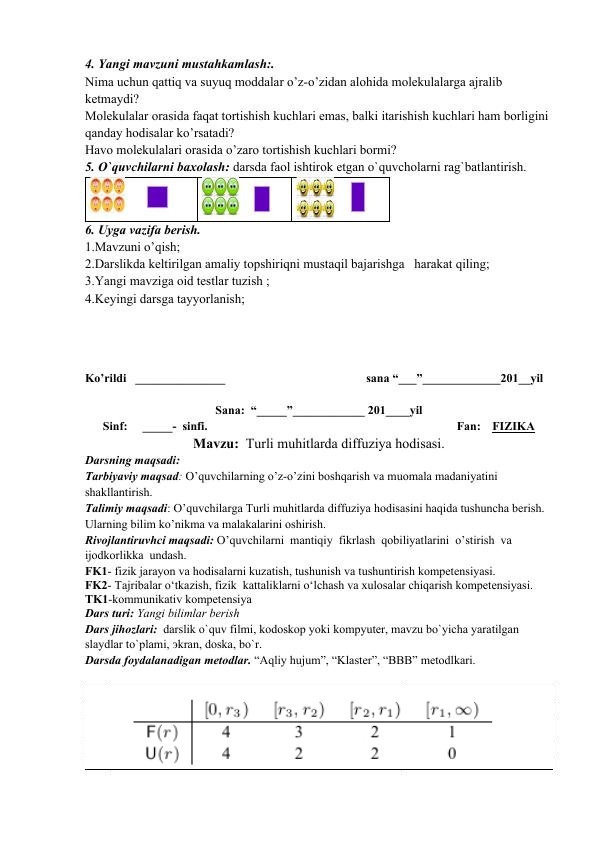 4. Yangi mavzuni mustahkamlash:.
Nima uchun qattiq va suyuq moddalar o’z-o’zidan alohida molekulalarga ajralib
ketmaydi?
Molekulalar orasida faqat tortishish kuchlari emas, balki itarishish kuchlari ham borligini
qanday hodisalar ko’rsatadi?
Havo molekulalari orasida o’zaro tortishish kuchlari bormi?
5. O`quvchilarni baxolash: darsda faol ishtirok etgan o`quvcholarni rag`batlantirish.
6. Uyga vazifa berish.
1.Mavzuni o’qish;
2.Darslikda keltirilgan amaliy topshiriqni mustaqil bajarishga harakat qiling;
3.Yangi mavziga oid testlar tuzish ;
4.Keyingi darsga tayyorlanish;
Ko’rildi _______________ sana “___”_____________201__yil
Sana: “_____”____________ 201____yil
Sinf: _____- sinfi. Fan: FIZIKA
Mavzu: Turli muhitlarda diffuziya hodisasi.
Darsning maqsadi:
Tarbiyaviy maqsad: O’quvchilarning o’z-o’zini boshqarish va muomala madaniyatini
shakllantirish.
Talimiy maqsadi: O’quvchilarga Turli muhitlarda diffuziya hodisasini haqida tushuncha berish.
Ularning bilim ko’nikma va malakalarini oshirish.
Rivojlantiruvhci maqsadi: O’quvchilarni mantiqiy fikrlash qobiliyatlarini o’stirish va
ijodkorlikka undash.
FK1- fizik jarayon va hodisalarni kuzatish, tushunish va tushuntirish kompetensiyasi.
FK2- Tajribalar o‘tkazish, fizik kattaliklarni o‘lchash va xulosalar chiqarish kompetensiyasi.
TK1-kommunikativ kompetensiya
Dars turi: Yangi bilimlar berish
Dars jihozlari: darslik o`quv filmi, kodoskop yoki kompyuter, mavzu bo`yicha yaratilgan
slaydlar to`plami, экran, doska, bo`r.
Darsda foydalanadigan metodlar. “Aqliy hujum”, “Klaster”, “BBB” metodlkari.
[0, r₃) [r₃, r₂) [r₂, r₁) [r₁, ∞)
F(r) 4 3 2 1
U(r) 4 2 2 0